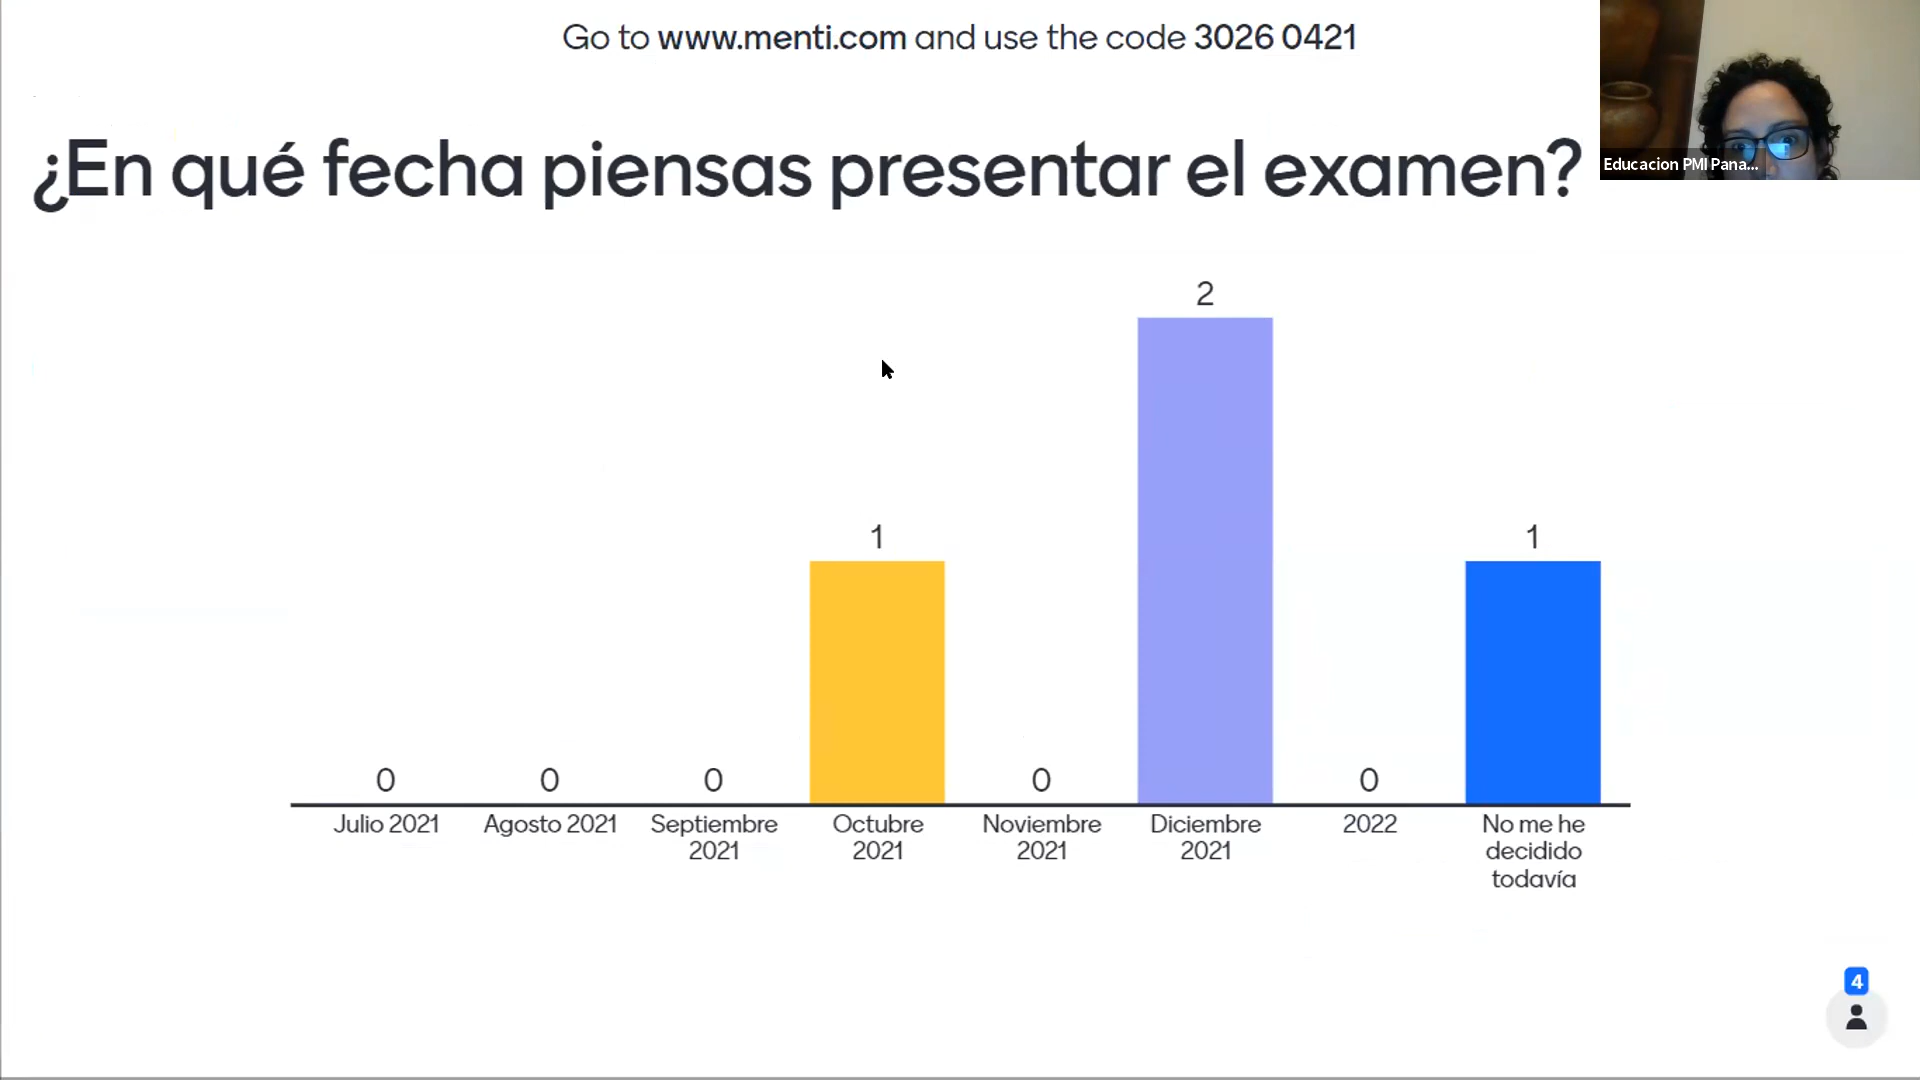 Go to www.menti.com and use the code 3026 0421
Educacion PMI Pana...
¿En qué fecha piensas presentar el examen?
2
1
1
0
0
0
0
0
Julio 2021
Agosto 2021
Septiembre
2021
Octubre
2021
Noviembre
2021
Diciembre
2021
2022
No me he
decidido
todavía
4